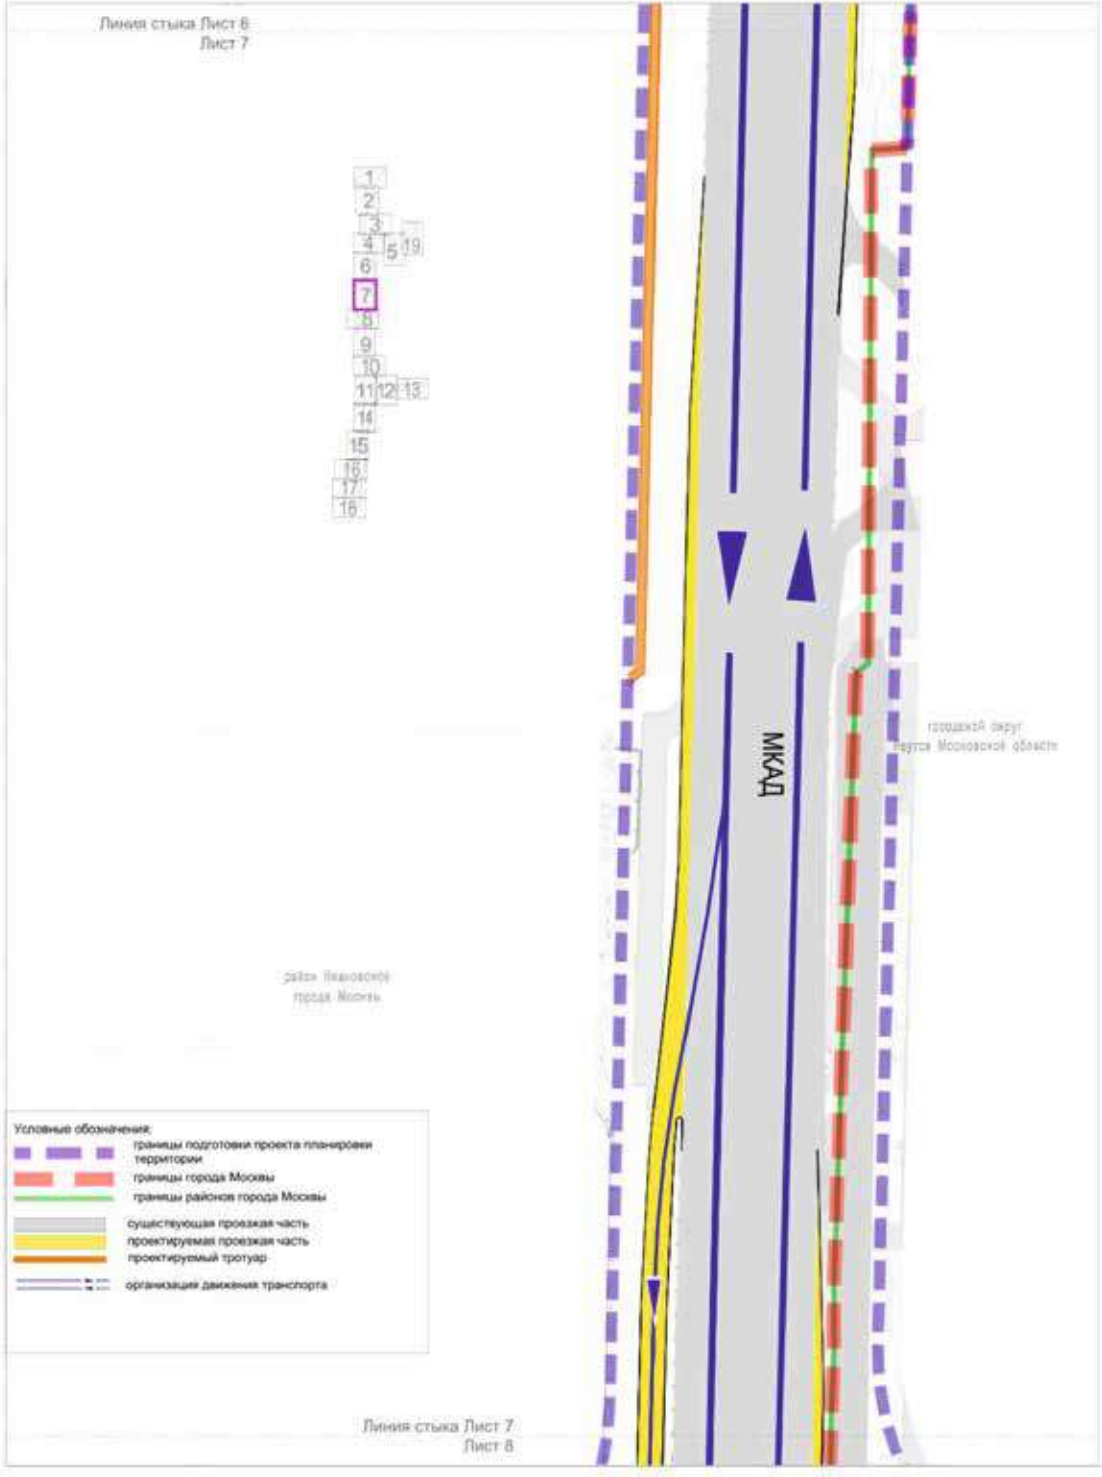 Линия стыка Лист 6
Лист 7
1
2
3
4 5 19
6
7
8
9
10
11 12 13
14
15
16
17
18
МКАД
городской округ
Московской области
район
города Москвы
Условные обозначения:
границы подготовки проекта планировки
территории
границы города Москвы
границы районов города Москвы
существующая проезжая часть
проектируемая проезжая часть
проектируемый тротуар
организация движения транспорта
Линия стыка Лист 7
Лист 8